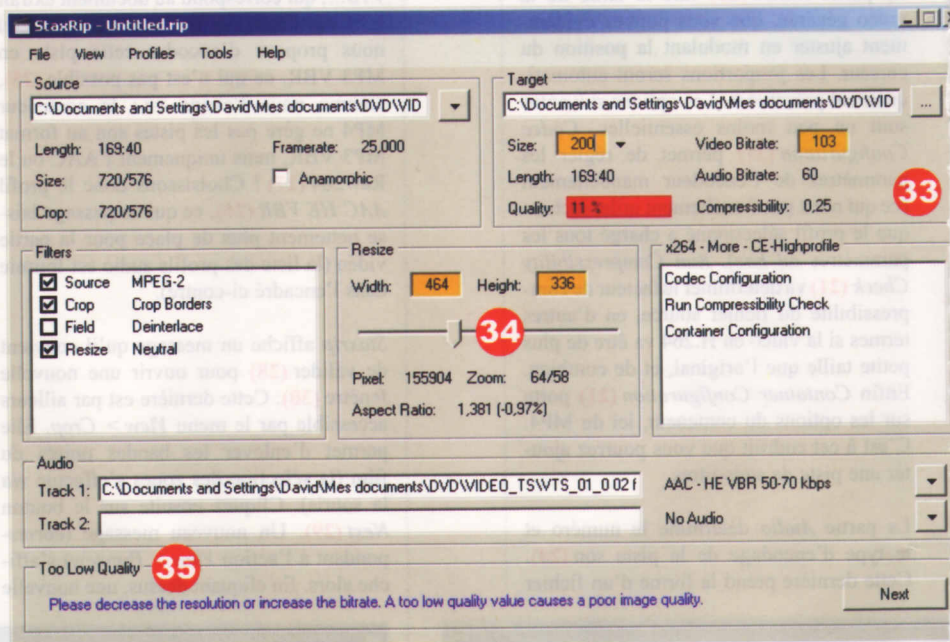 StaxRip - Untitled.rip
File View Profiles Tools Help
Source
C:\Documents and Settings\David\Mes documents\DVD\VID
Length: 169:40 Framerate: 25,000
Size: 720/576 Anamorphic
Crop: 720/576
Target
C:\Documents and Settings\David\Mes documents\DVD\VID ...
Size: 200 Video Bitrate: 103
Length: 169:40 Audio Bitrate: 60
Quality: 11 % Compressibility: 0,25
33
Filters
Source MPEG-2
Crop Crop Borders
Field Deinterlace
Resize Neutral
Resize
Width: 464 Height: 336
34
Pixel: 155904 Zoom: 64/58
Aspect Ratio: 1,381 (-0,97%)
x264 - More - CE-Highprofile
Codec Configuration
Run Compressibility Check
Container Configuration
Audio
Track 1: C:\Documents and Settings\David\Mes documents\DVD\VIDEO_TS\VTS_01_0 02 f AAC - HE VBR 50-70 kbps
Track 2: No Audio
Too Low Quality 35
Please decrease the resolution or increase the bitrate. A too low quality value causes a poor image quality.
Next